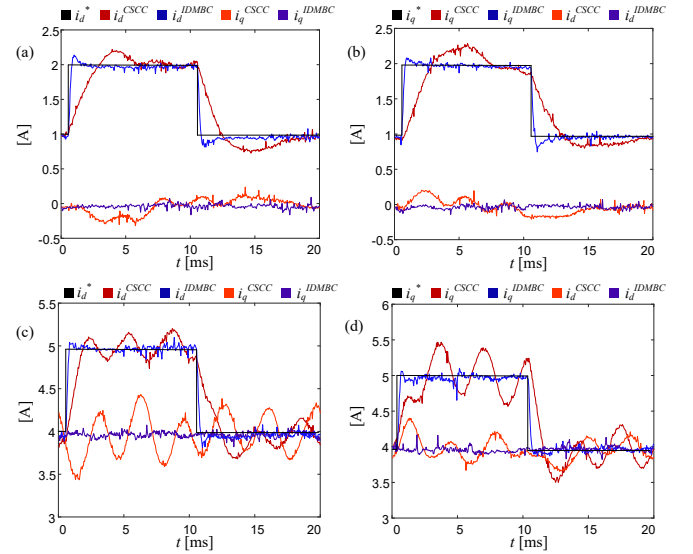 i_d^* i_d^CSCC i_d^IDMBC i_q^CSCC i_q^IDMBC
(a)
[A]
2.5
2
1.5
1
0.5
0
-0.5
0 5 10 15 20
t [ms]
i_q^* i_q^CSCC i_q^IDMBC i_d^CSCC i_d^IDMBC
(b)
[A]
2.5
2
1.5
1
0.5
0
-0.5
0 5 10 15 20
t [ms]
i_d^* i_d^CSCC i_d^IDMBC i_q^CSCC i_q^IDMBC
(c)
[A]
5.5
5
4.5
4
3.5
3
0 5 10 15 20
t [ms]
i_q^* i_q^CSCC i_q^IDMBC i_d^CSCC i_d^IDMBC
(d)
[A]
6
5.5
5
4.5
4
3.5
3
0 5 10 15 20
t [ms]